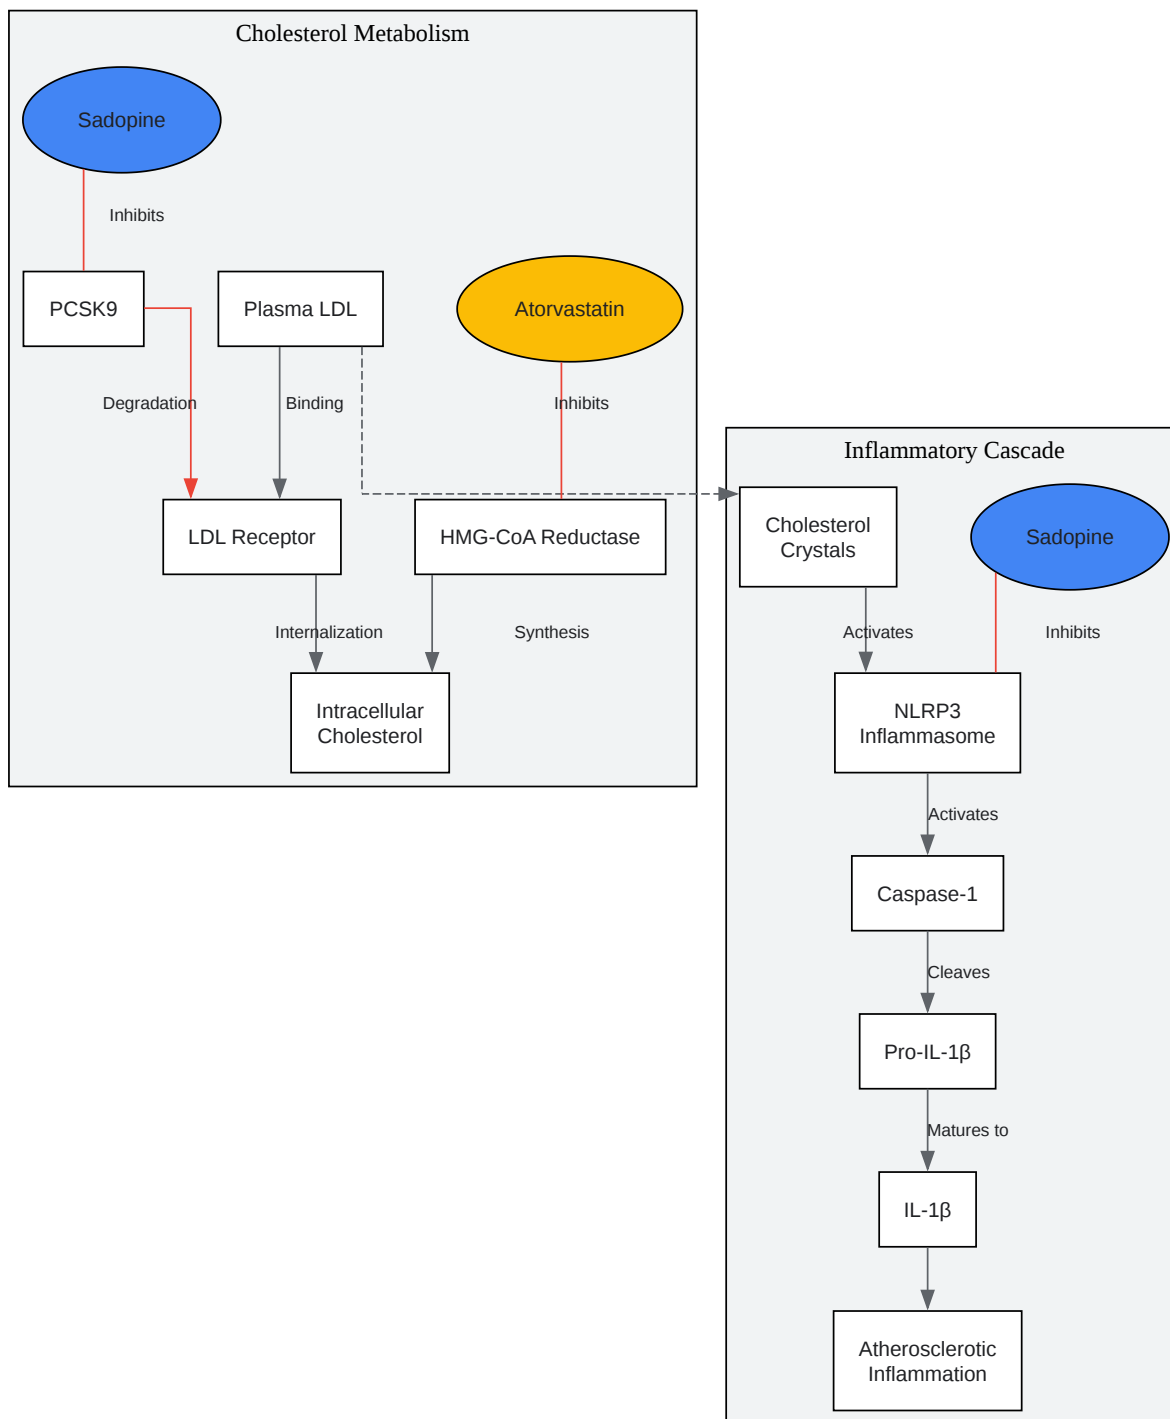 Cholesterol Metabolism
Sadopine
Inhibits
PCSK9
Plasma LDL
Atorvastatin
Degradation
Binding
Inhibits
LDL Receptor
HMG-CoA Reductase
Internalization
Synthesis
Intracellular
Cholesterol
Inflammatory Cascade
Cholesterol
Crystals
Sadopine
Activates
Inhibits
NLRP3
Inflammasome
Activates
Caspase-1
Cleaves
Pro-IL-1β
Matures to
IL-1β
Atherosclerotic
Inflammation